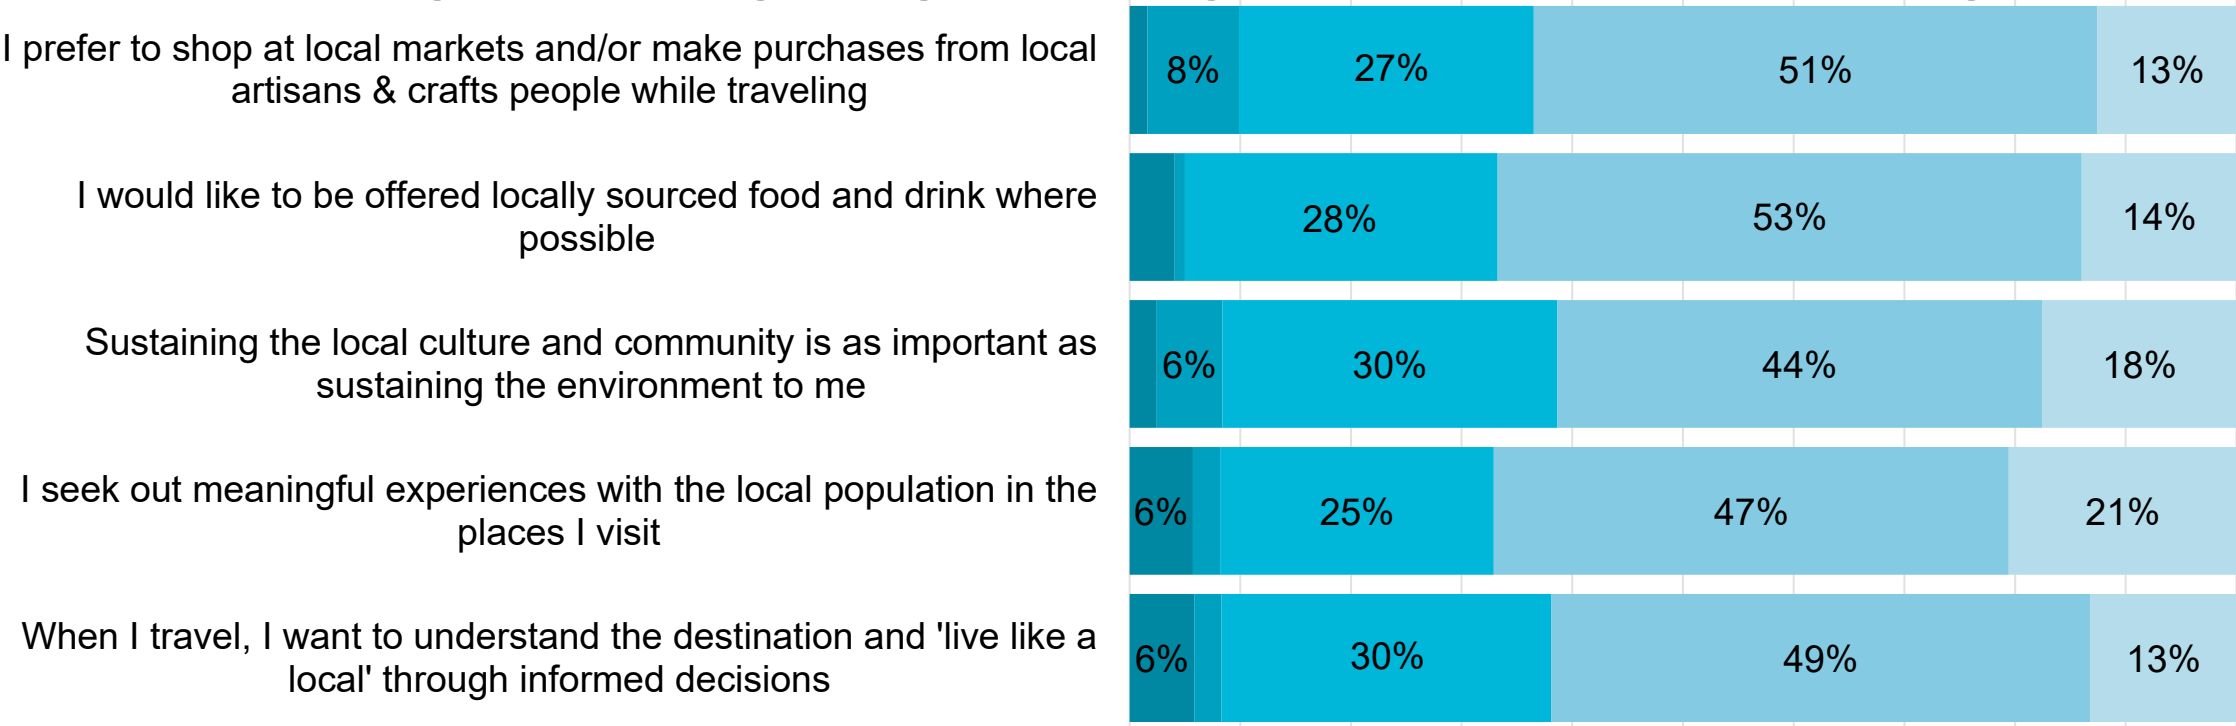 I prefer to shop at local markets and/or make purchases from local
artisans & crafts people while traveling
8% 27% 51% 13%
I would like to be offered locally sourced food and drink where
possible
28% 53% 14%
Sustaining the local culture and community is as important as
sustaining the environment to me
6% 30% 44% 18%
I seek out meaningful experiences with the local population in the
places I visit
6% 25% 47% 21%
When I travel, I want to understand the destination and 'live like a
local' through informed decisions
6% 30% 49% 13%